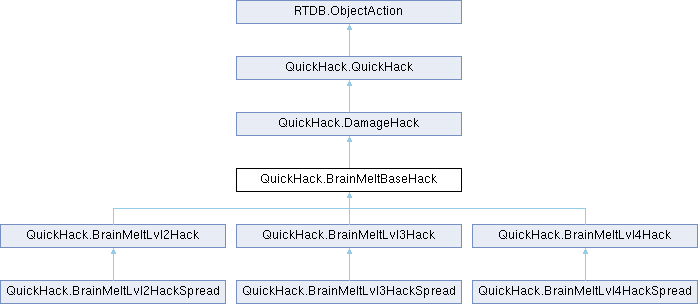 RTDB.ObjectAction
QuickHack.QuickHack
QuickHack.DamageHack
QuickHack.BrainMeltBaseHack
QuickHack.BrainMeltLvl2Hack
QuickHack.BrainMeltLvl3Hack
QuickHack.BrainMeltLvl4Hack
QuickHack.BrainMeltLvl2HackSpread
QuickHack.BrainMeltLvl3HackSpread
QuickHack.BrainMeltLvl4HackSpread